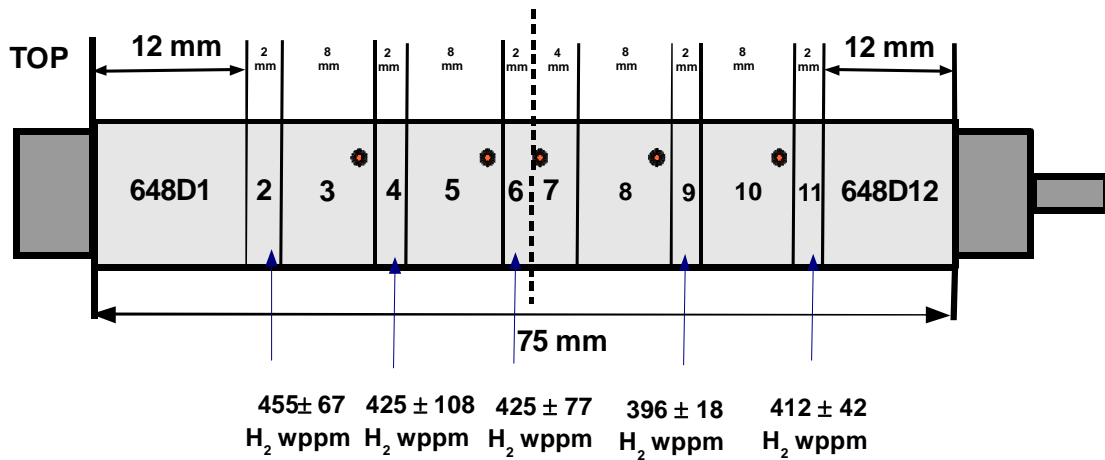 TOP
12 mm
2 mm
8 mm
2 mm
8 mm
2 mm
4 mm
8 mm
2 mm
8 mm
2 mm
12 mm
648D1
2
3
4
5
6
7
8
9
10
11
648D12
75 mm
455± 67
H2 wppm
425 ± 108
H2 wppm
425 ± 77
H2 wppm
396 ± 18
H2 wppm
412 ± 42
H2 wppm